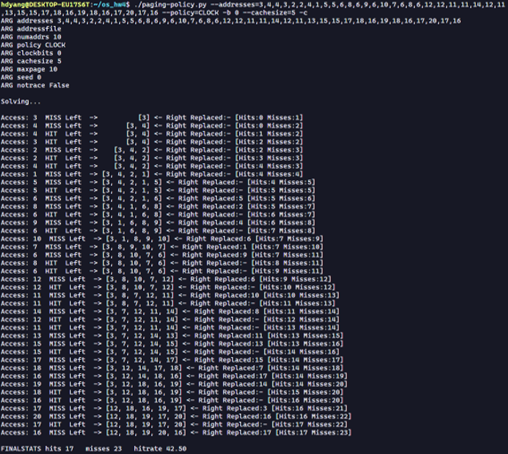 hdyang@DESKTOP-EU17S6T:~/os_hw4$ ./paging-policy.py --addresses=3,4,4,3,2,2,4,1,5,5,6,8,6,9,6,10,7,6,8,6,12,12,11,11,14,12,11
,13,15,15,17,18,16,19,18,16,17,20,17,16 --policy=CLOCK -b 0 --cachesize=5 -c
ARG addresses 3,4,4,3,2,2,4,1,5,5,6,8,6,9,6,10,7,6,8,6,12,12,11,11,14,12,11,13,15,15,17,18,16,19,18,16,17,20,17,16
ARG addressfile
ARG numaddrs 10
ARG policy CLOCK
ARG clockbits 0
ARG cachesize 5
ARG maxpage 10
ARG seed 0
ARG notrace False
Solving...
Access: 3 MISS Left -> [3] <- Right Replaced:- [Hits:0 Misses:1]
Access: 4 MISS Left -> [3, 4] <- Right Replaced:- [Hits:0 Misses:2]
Access: 4 HIT Left -> [3, 4] <- Right Replaced:- [Hits:1 Misses:2]
Access: 3 HIT Left -> [3, 4] <- Right Replaced:- [Hits:2 Misses:2]
Access: 2 MISS Left -> [3, 4, 2] <- Right Replaced:- [Hits:2 Misses:3]
Access: 2 HIT Left -> [3, 4, 2] <- Right Replaced:- [Hits:3 Misses:3]
Access: 4 HIT Left -> [3, 4, 2] <- Right Replaced:- [Hits:4 Misses:3]
Access: 1 MISS Left -> [3, 4, 2, 1] <- Right Replaced:- [Hits:4 Misses:4]
Access: 5 MISS Left -> [3, 4, 2, 1, 5] <- Right Replaced:- [Hits:4 Misses:5]
Access: 5 HIT Left -> [3, 4, 2, 1, 5] <- Right Replaced:- [Hits:5 Misses:5]
Access: 6 MISS Left -> [3, 4, 2, 1, 6] <- Right Replaced:5 [Hits:5 Misses:6]
Access: 8 MISS Left -> [3, 4, 1, 6, 8] <- Right Replaced:2 [Hits:5 Misses:7]
Access: 6 HIT Left -> [3, 4, 1, 6, 8] <- Right Replaced:- [Hits:6 Misses:7]
Access: 9 MISS Left -> [3, 1, 6, 8, 9] <- Right Replaced:4 [Hits:6 Misses:8]
Access: 6 HIT Left -> [3, 1, 6, 8, 9] <- Right Replaced:- [Hits:7 Misses:8]
Access: 10 MISS Left -> [3, 1, 8, 9, 10] <- Right Replaced:6 [Hits:7 Misses:9]
Access: 7 MISS Left -> [3, 8, 9, 10, 7] <- Right Replaced:1 [Hits:7 Misses:10]
Access: 6 MISS Left -> [3, 8, 10, 7, 6] <- Right Replaced:9 [Hits:7 Misses:11]
Access: 8 HIT Left -> [3, 8, 10, 7, 6] <- Right Replaced:- [Hits:8 Misses:11]
Access: 6 HIT Left -> [3, 8, 10, 7, 6] <- Right Replaced:- [Hits:9 Misses:11]
Access: 12 MISS Left -> [3, 8, 10, 7, 12] <- Right Replaced:6 [Hits:9 Misses:12]
Access: 12 HIT Left -> [3, 8, 10, 7, 12] <- Right Replaced:- [Hits:10 Misses:12]
Access: 11 MISS Left -> [3, 8, 7, 12, 11] <- Right Replaced:10 [Hits:10 Misses:13]
Access: 11 HIT Left -> [3, 8, 7, 12, 11] <- Right Replaced:- [Hits:11 Misses:13]
Access: 14 MISS Left -> [3, 7, 12, 11, 14] <- Right Replaced:8 [Hits:11 Misses:14]
Access: 12 HIT Left -> [3, 7, 12, 11, 14] <- Right Replaced:- [Hits:12 Misses:14]
Access: 11 HIT Left -> [3, 7, 12, 11, 14] <- Right Replaced:- [Hits:13 Misses:14]
Access: 13 MISS Left -> [3, 7, 12, 14, 13] <- Right Replaced:11 [Hits:13 Misses:15]
Access: 15 MISS Left -> [3, 7, 12, 14, 15] <- Right Replaced:13 [Hits:13 Misses:16]
Access: 15 HIT Left -> [3, 7, 12, 14, 15] <- Right Replaced:- [Hits:14 Misses:16]
Access: 17 MISS Left -> [3, 7, 12, 14, 17] <- Right Replaced:15 [Hits:14 Misses:17]
Access: 18 MISS Left -> [3, 12, 14, 17, 18] <- Right Replaced:7 [Hits:14 Misses:18]
Access: 16 MISS Left -> [3, 12, 14, 18, 16] <- Right Replaced:17 [Hits:14 Misses:19]
Access: 19 MISS Left -> [3, 12, 18, 16, 19] <- Right Replaced:14 [Hits:14 Misses:20]
Access: 18 HIT Left -> [3, 12, 18, 16, 19] <- Right Replaced:- [Hits:15 Misses:20]
Access: 16 HIT Left -> [3, 12, 18, 16, 19] <- Right Replaced:- [Hits:16 Misses:20]
Access: 17 MISS Left -> [12, 18, 16, 19, 17] <- Right Replaced:3 [Hits:16 Misses:21]
Access: 20 MISS Left -> [12, 18, 19, 17, 20] <- Right Replaced:16 [Hits:16 Misses:22]
Access: 17 HIT Left -> [12, 18, 19, 17, 20] <- Right Replaced:- [Hits:17 Misses:22]
Access: 16 MISS Left -> [12, 18, 19, 20, 16] <- Right Replaced:17 [Hits:17 Misses:23]
FINALSTATS hits 17 misses 23 hitrate 42.50